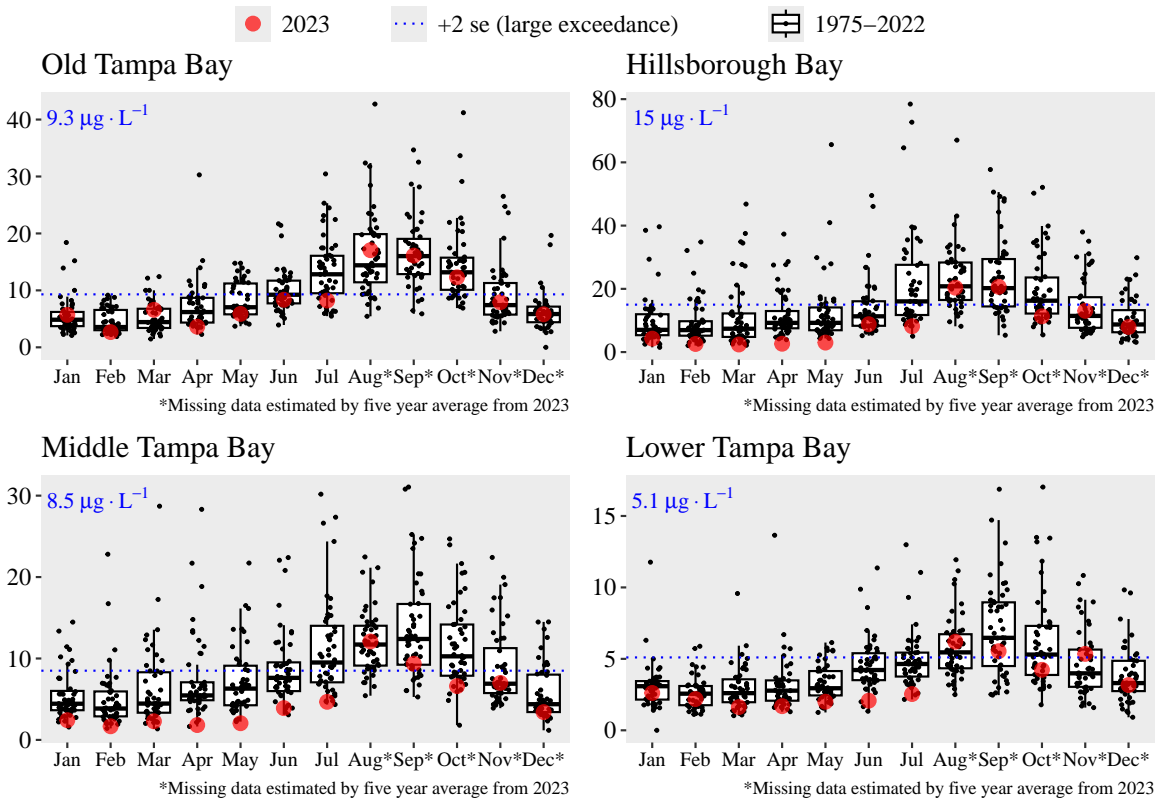 2023 +2 se (large exceedance) 1975−2022
Old Tampa Bay
9.3 μg · L⁻¹
40
30
20
10
0
Jan Feb Mar Apr May Jun Jul Aug* Sep* Oct* Nov* Dec*
*Missing data estimated by five year average from 2023
Hillsborough Bay
15 μg · L⁻¹
80
60
40
20
0
Jan Feb Mar Apr May Jun Jul Aug* Sep* Oct* Nov* Dec*
*Missing data estimated by five year average from 2023
Middle Tampa Bay
8.5 μg · L⁻¹
30
20
10
0
Jan Feb Mar Apr May Jun Jul Aug* Sep* Oct* Nov* Dec*
*Missing data estimated by five year average from 2023
Lower Tampa Bay
5.1 μg · L⁻¹
15
10
5
0
Jan Feb Mar Apr May Jun Jul Aug* Sep* Oct* Nov* Dec*
*Missing data estimated by five year average from 2023